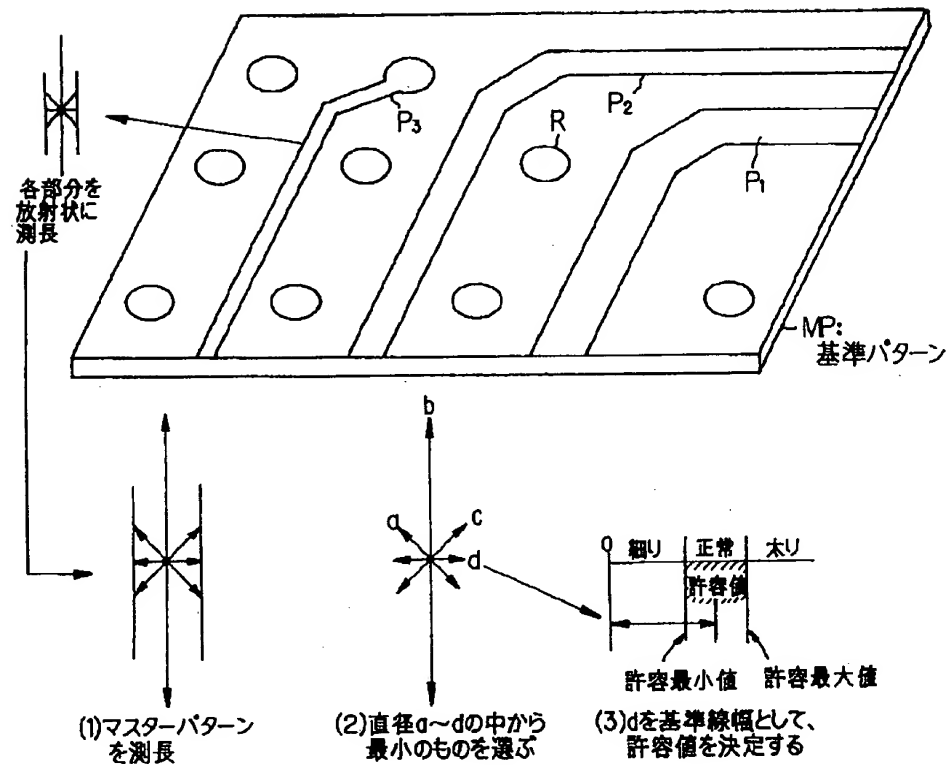 P3
P2
R
P1
各部分を
放射状に
測長
MP:
基準パターン
b
a
c
d
0
細り
正常
太り
許容値
許容最小値
許容最大値
(1)マスターパターン
を測長
(2)直径a~dの中から
最小のものを選ぶ
(3)dを基準線幅として、
許容値を決定する